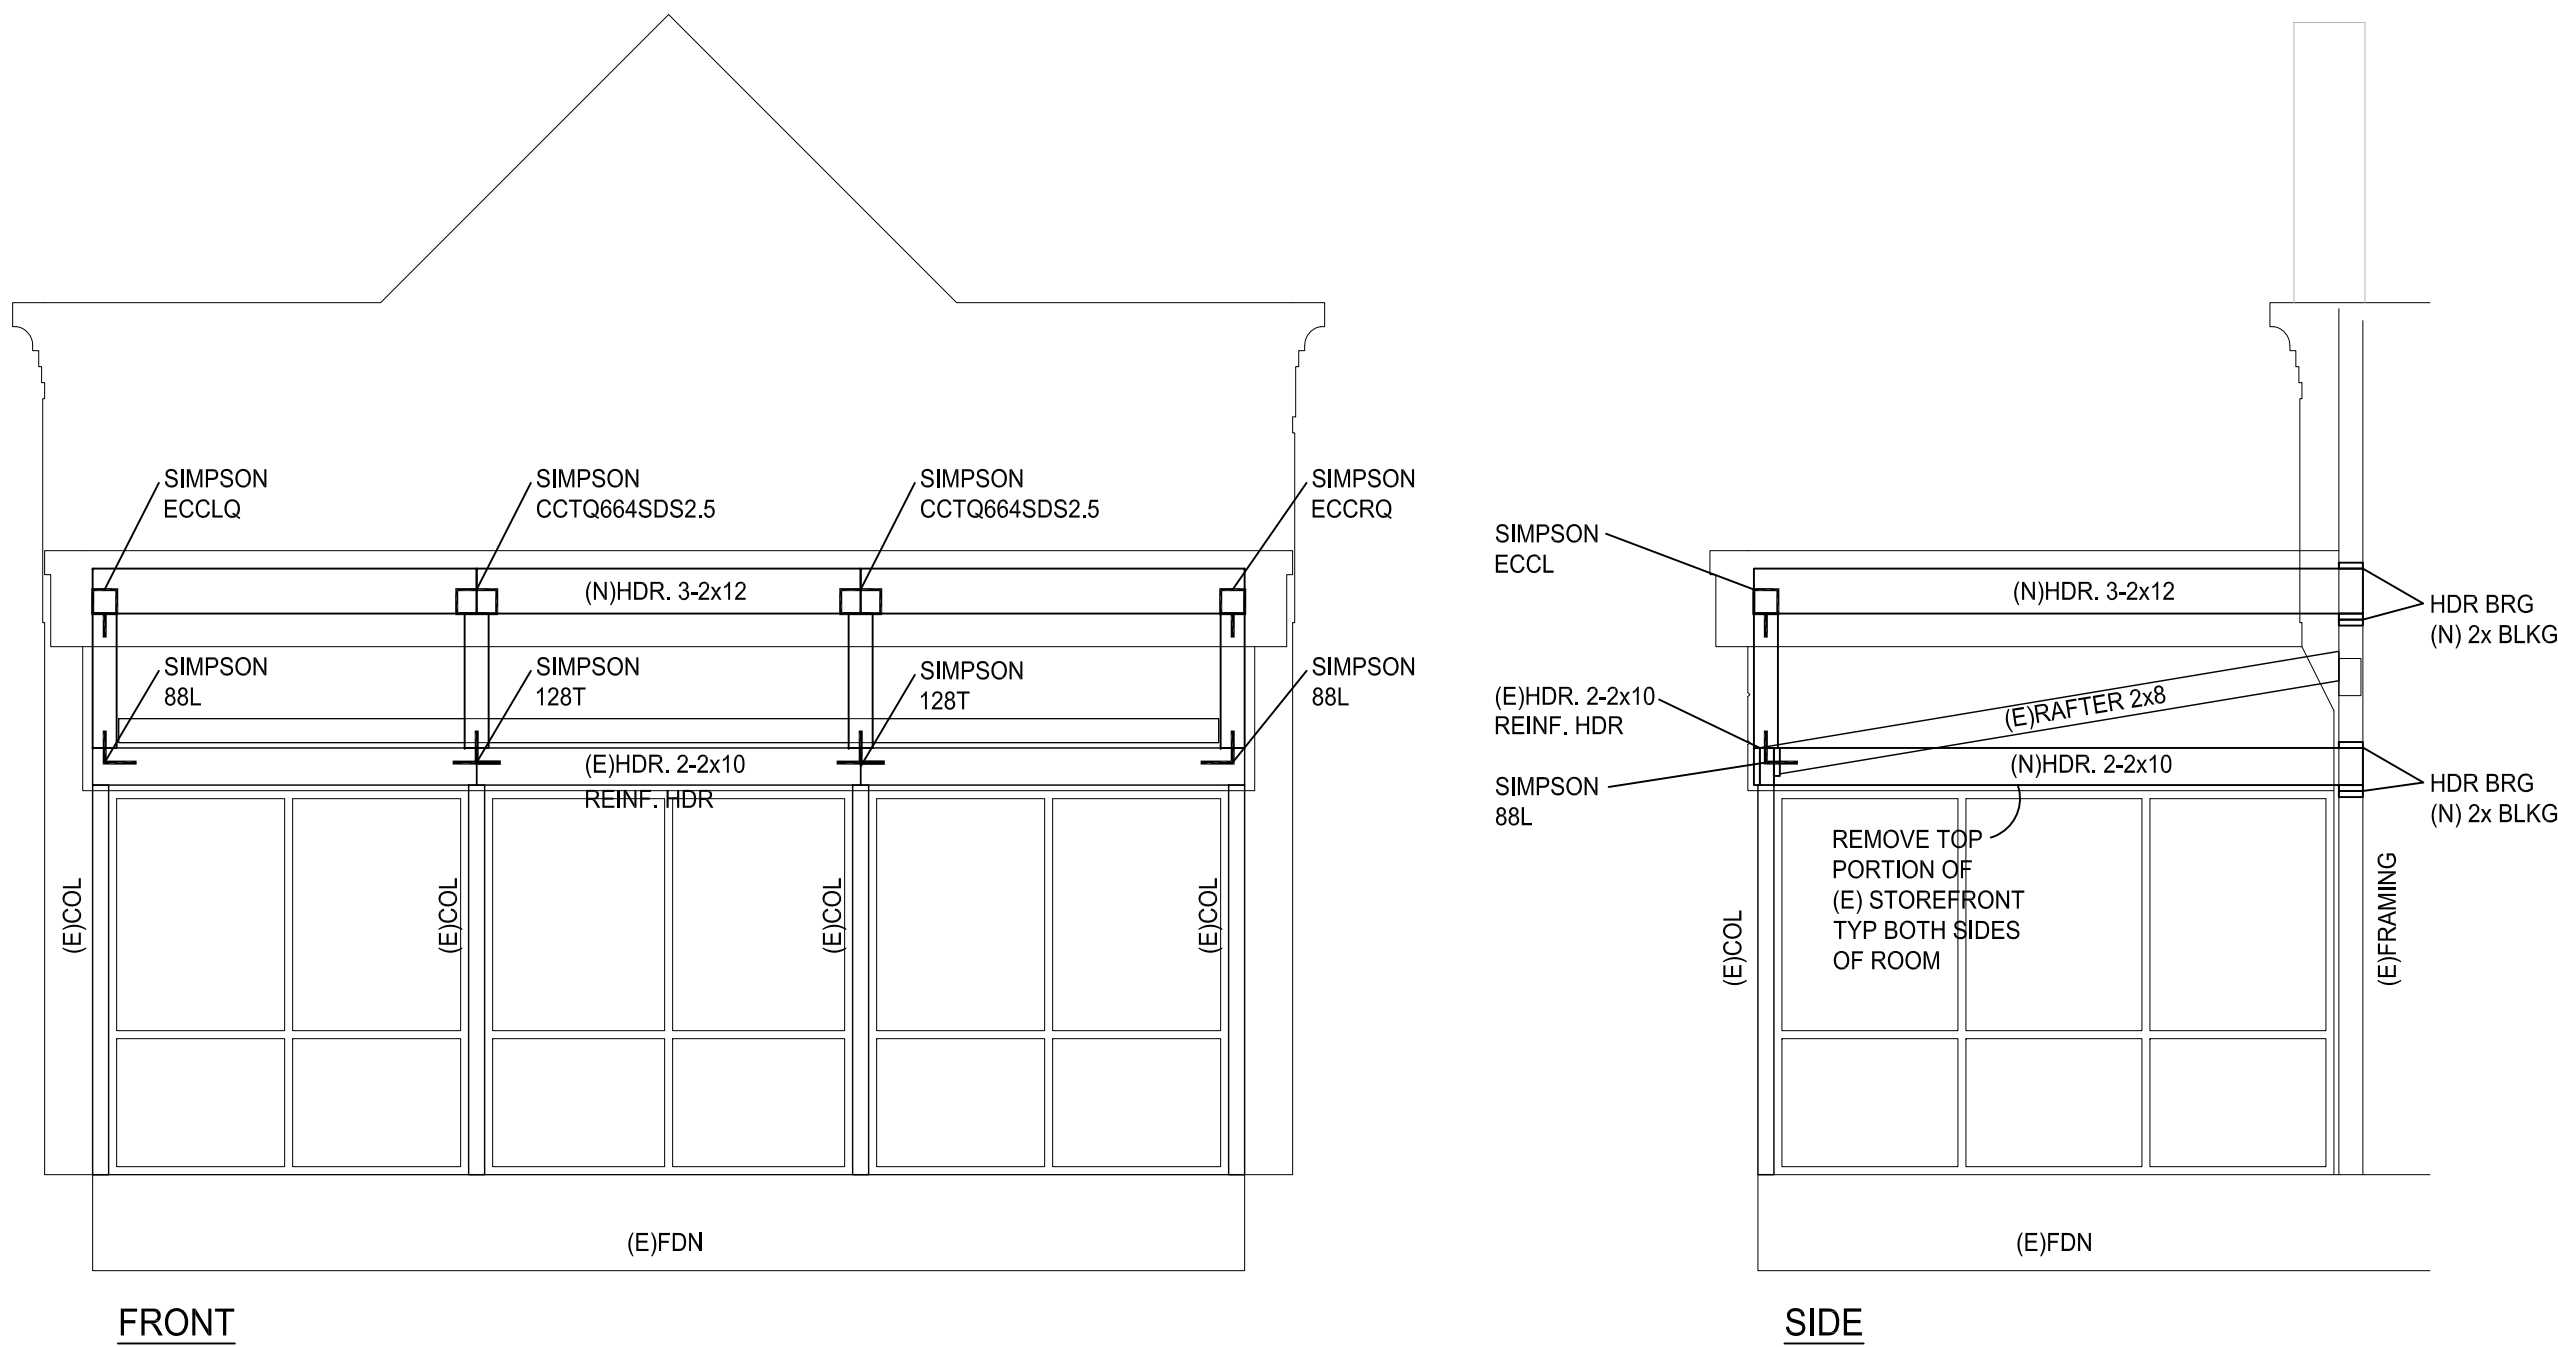 SIMPSON
ECCLQ
SIMPSON
CCTQ664SDS2.5
SIMPSON
CCTQ664SDS2.5
SIMPSON
ECCRQ
(N)HDR. 3-2x12
SIMPSON
88L
SIMPSON
128T
SIMPSON
128T
SIMPSON
88L
(E)HDR. 2-2x10
REINF. HDR
(E)COL
(E)COL
(E)COL
(E)COL
(E)FDN
FRONT
SIMPSON
ECCL
(N)HDR. 3-2x12
HDR BRG
(N) 2x BLKG
(E)HDR. 2-2x10
REINF. HDR
(E)RAFTER 2x8
SIMPSON
88L
(N)HDR. 2-2x10
HDR BRG
(N) 2x BLKG
REMOVE TOP
PORTION OF
(E) STOREFRONT
TYP BOTH SIDES
OF ROOM
(E)COL
(E)FRAMING
(E)FDN
SIDE